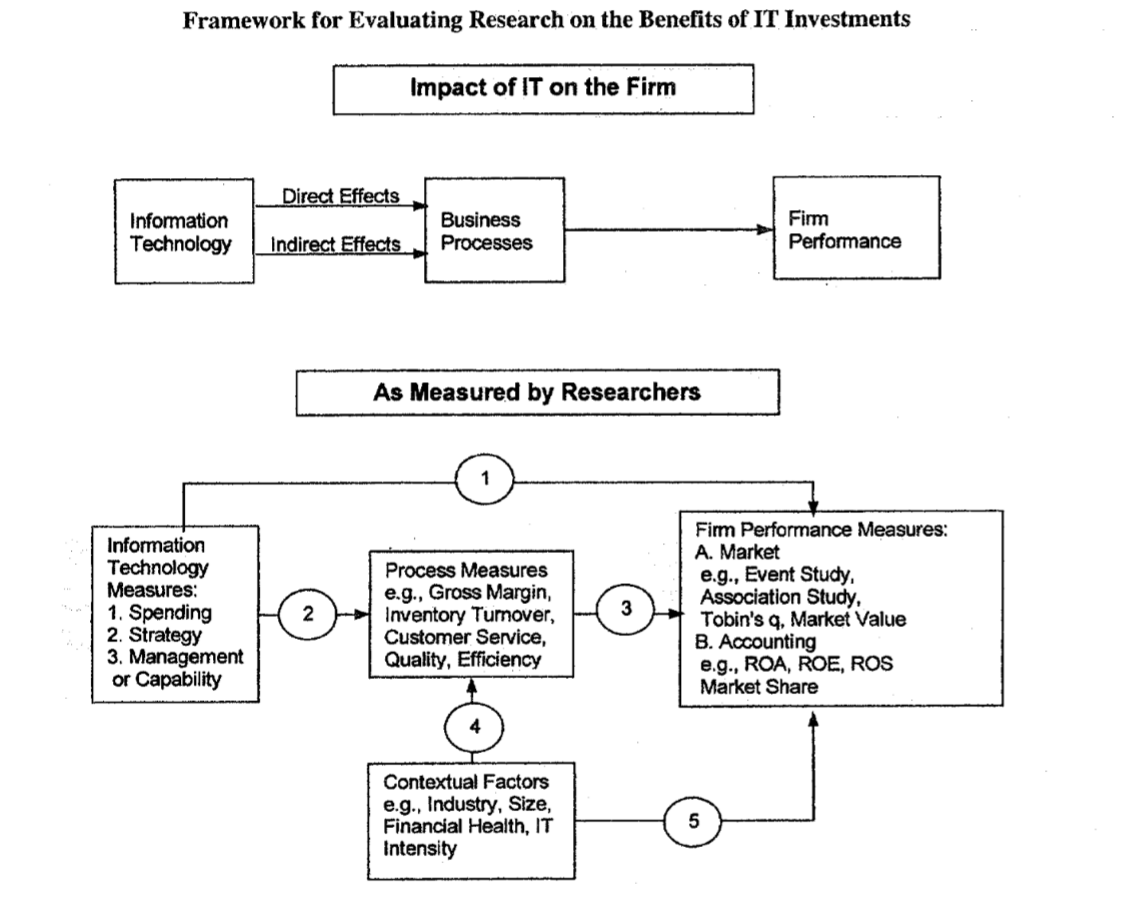 Framework for Evaluating Research on the Benefits of IT Investments
Impact of IT on the Firm
Information
Technology
Direct Effects
Indirect Effects
Business
Processes
Firm
Performance
As Measured by Researchers
1
Information
Technology
Measures:
1. Spending
2. Strategy
3. Management
or Capability
2
Process Measures
e.g., Gross Margin,
Inventory Turnover,
Customer Service,
Quality, Efficiency
3
Firm Performance Measures:
A. Market
e.g., Event Study,
Association Study,
Tobin's q, Market Value
B. Accounting
e.g., ROA, ROE, ROS
Market Share
4
Contextual Factors
e.g., Industry, Size,
Financial Health, IT
Intensity
5